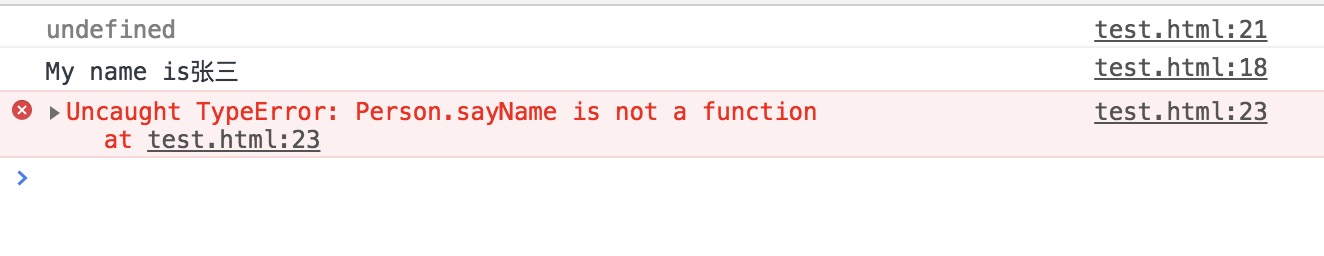 undefined test.html:21
My name is张三 test.html:18
Uncaught TypeError: Person.sayName is not a function test.html:23
at test.html:23